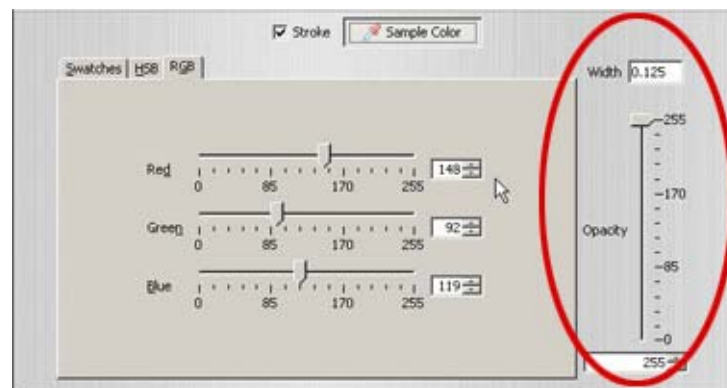 Stroke Sample Color
Swatches HSB RGB
Width 0.125
255
170
Opacity
85
0
255
Red 148
0 85 170 255
Green 92
0 85 170 255
Blue 119
0 85 170 255